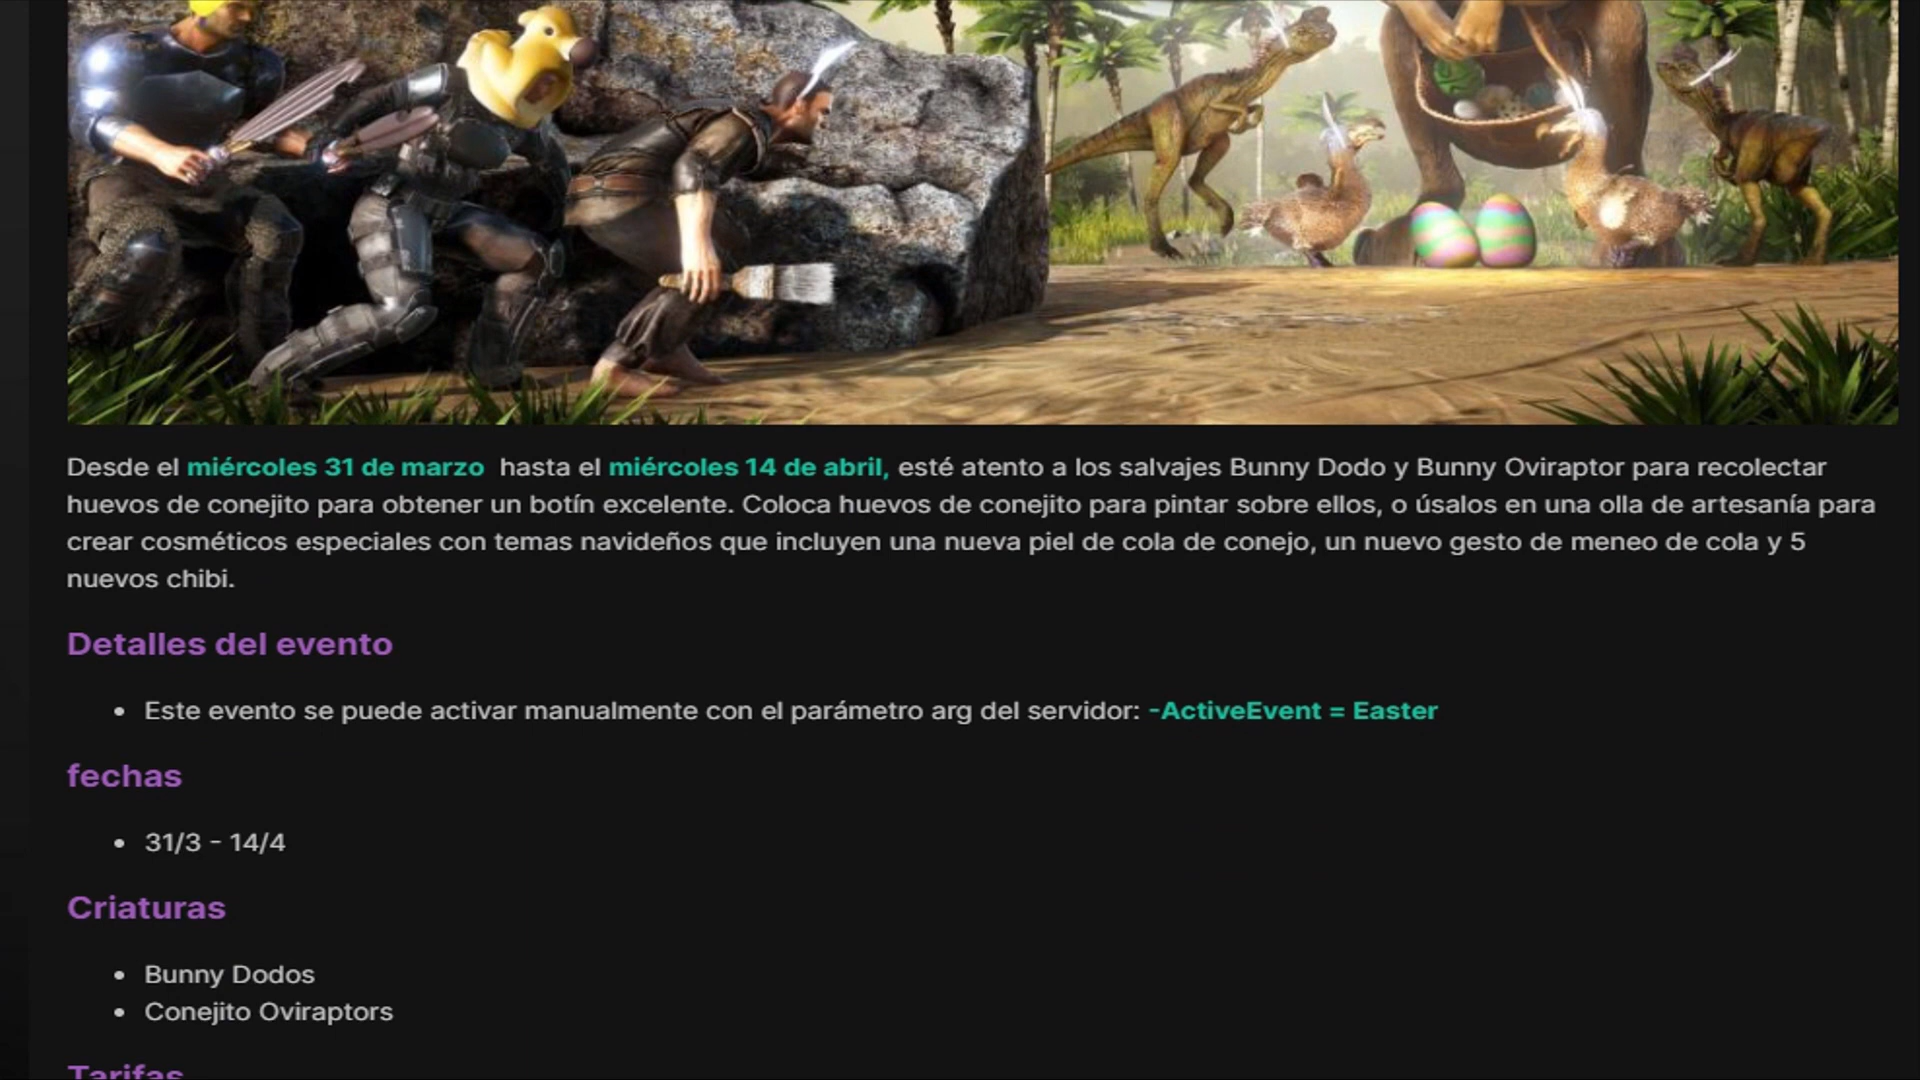 Desde el miércoles 31 de marzo hasta el miércoles 14 de abril, esté atento a los salvajes Bunny Dodo y Bunny Oviraptor para recolectar
huevos de conejito para obtener un botín excelente. Coloca huevos de conejito para pintar sobre ellos, o úsalos en una olla de artesanía para
crear cosméticos especiales con temas navideños que incluyen una nueva piel de cola de conejo, un nuevo gesto de meneo de cola y 5
nuevos chibi.
Detalles del evento
• Este evento se puede activar manualmente con el parámetro arg del servidor: -ActiveEvent = Easter
fechas
• 31/3 - 14/4
Criaturas
• Bunny Dodos
• Conejito Oviraptors
Tarifas